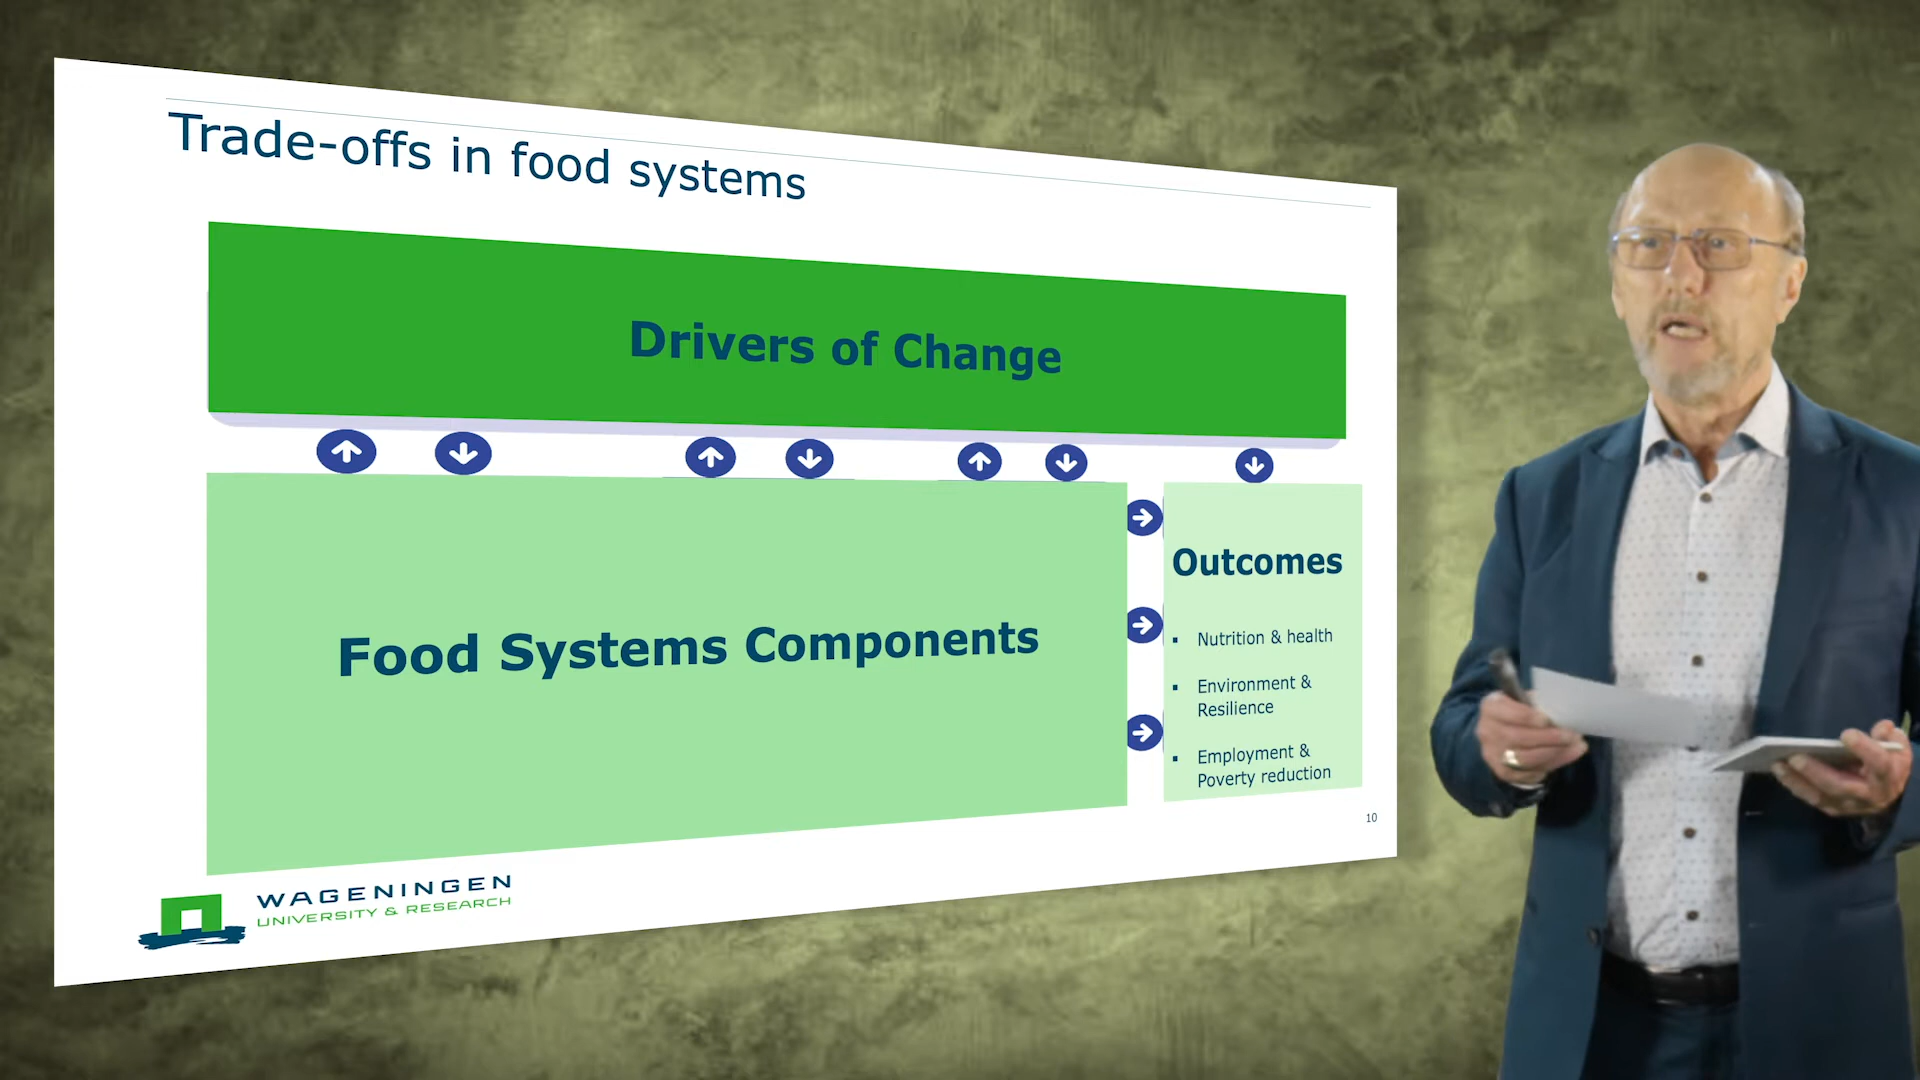 Trade-offs in food systems
Drivers of Change
Food Systems Components
Outcomes
▪ Nutrition & health
▪ Environment &
Resilience
▪ Employment &
Poverty reduction
10
WAGENINGEN
UNIVERSITY & RESEARCH